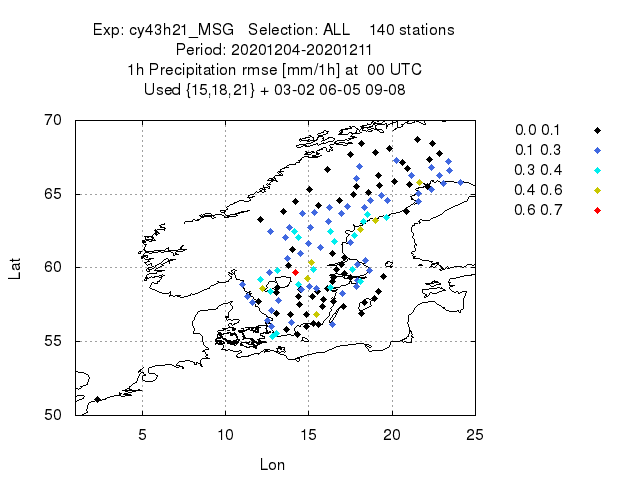 Exp: cy43h21_MSG   Selection: ALL    140 stations
Period: 20201204-20201211
1h Precipitation rmse [mm/1h] at  00 UTC
Used {15,18,21} + 03-02 06-05 09-08
70
65
60
55
50
Lat
5
10
15
20
25
Lon
0.0 0.1
0.1 0.3
0.3 0.4
0.4 0.6
0.6 0.7